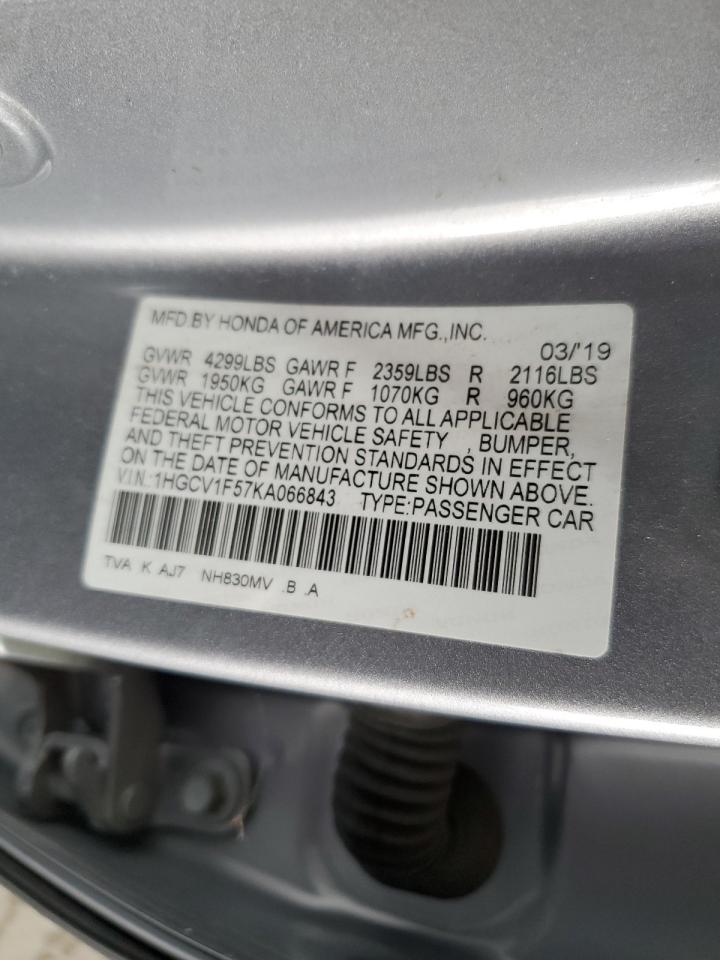 MFD.BY HONDA OF AMERICA MFG.,INC.
03/'19
GVWR 4299LBS GAWR F 2359LBS R 2116LBS
GVWR 1950KG GAWR F 1070KG R 960KG
THIS VEHICLE CONFORMS TO ALL APPLICABLE
FEDERAL MOTOR VEHICLE SAFETY , BUMPER,
AND THEFT PREVENTION STANDARDS IN EFFECT
ON THE DATE OF MANUFACTURE SHOWN ABOVE.
V.I.N.:1HGCV1F57KA066843 TYPE:PASSENGER CAR
TVA K AJ7 NH830MV .B .A